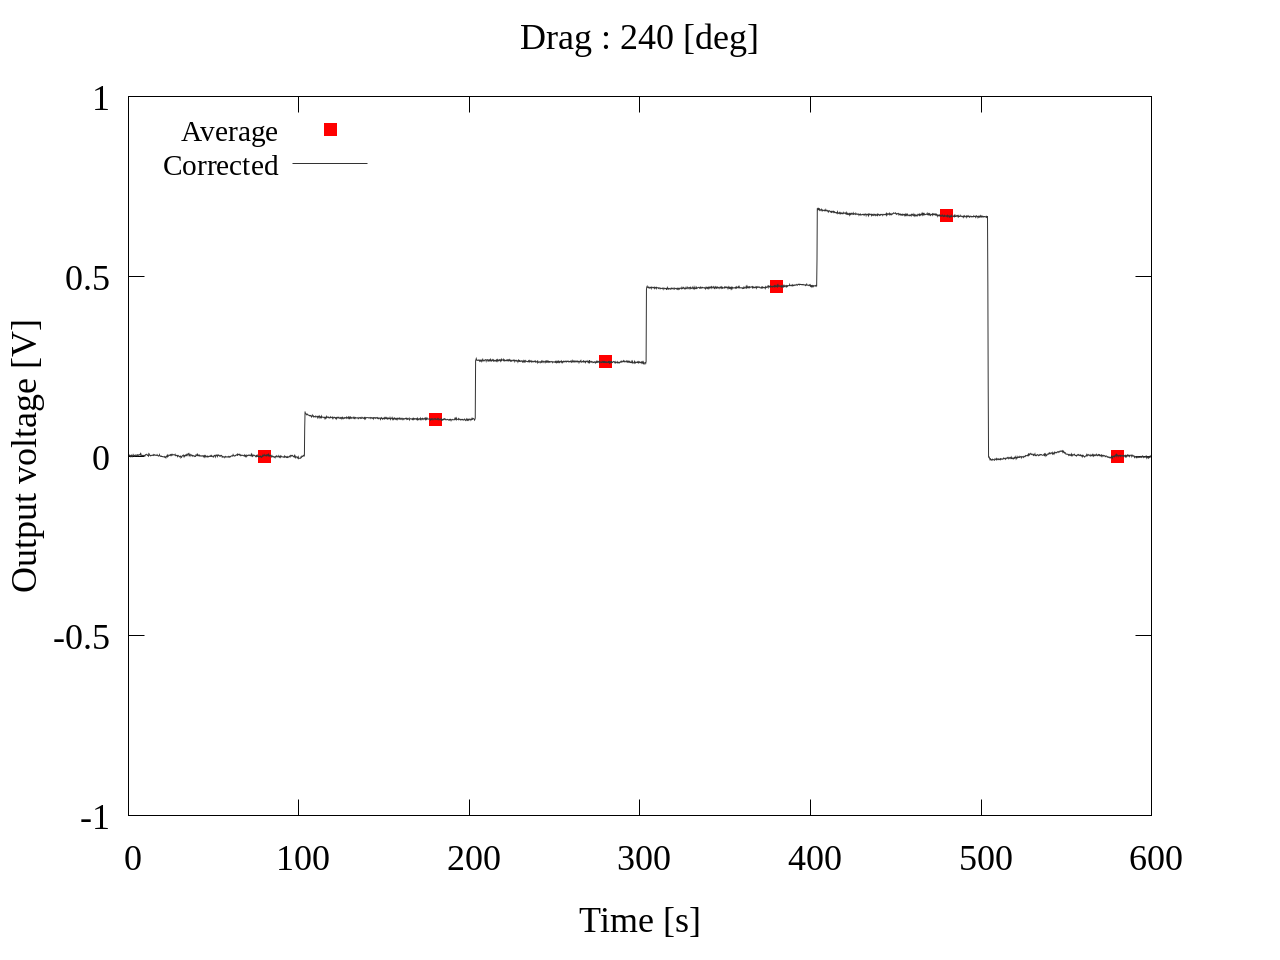 Drag : 240 [deg]
Average
Corrected
1
0.5
0
-0.5
-1
Output voltage [V]
0 100 200 300 400 500 600
Time [s]